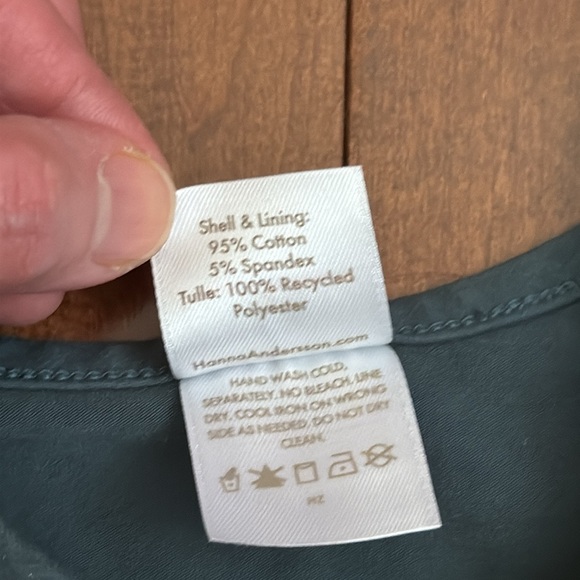 Shell & Lining:
95% Cotton
5% Spandex
Tulle: 100% Recycled
Polyester
HannaAndersson.com
HAND WASH COLD,
SEPARATELY. NO BLEACH. LINE
DRY. COOL IRON ON WRONG
SIDE AS NEEDED. DO NOT DRY
CLEAN.